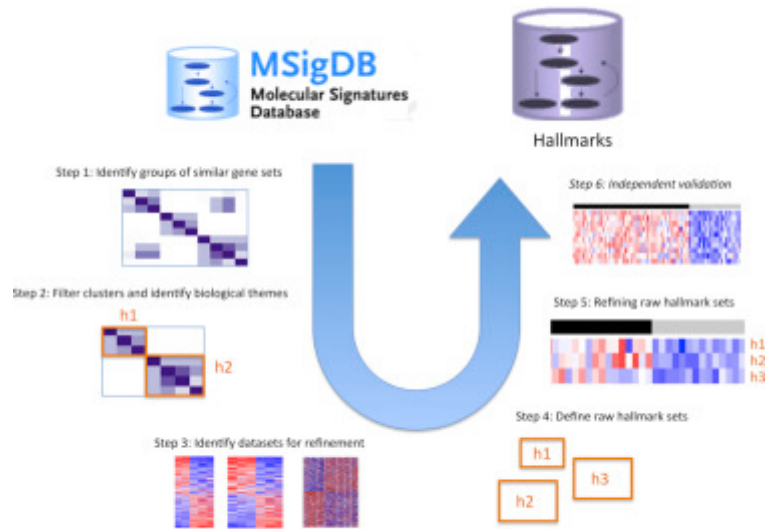 MSigDB
Molecular Signatures
Database
Hallmarks
Step 1: Identify groups of similar gene sets
Step 2: Filter clusters and identify biological themes
h1
h2
Step 3: Identify datasets for refinement
Step 4: Define raw hallmark sets
h1
h2
h3
Step 5: Refining raw hallmark sets
h1
h2
h3
Step 6: Independent validation